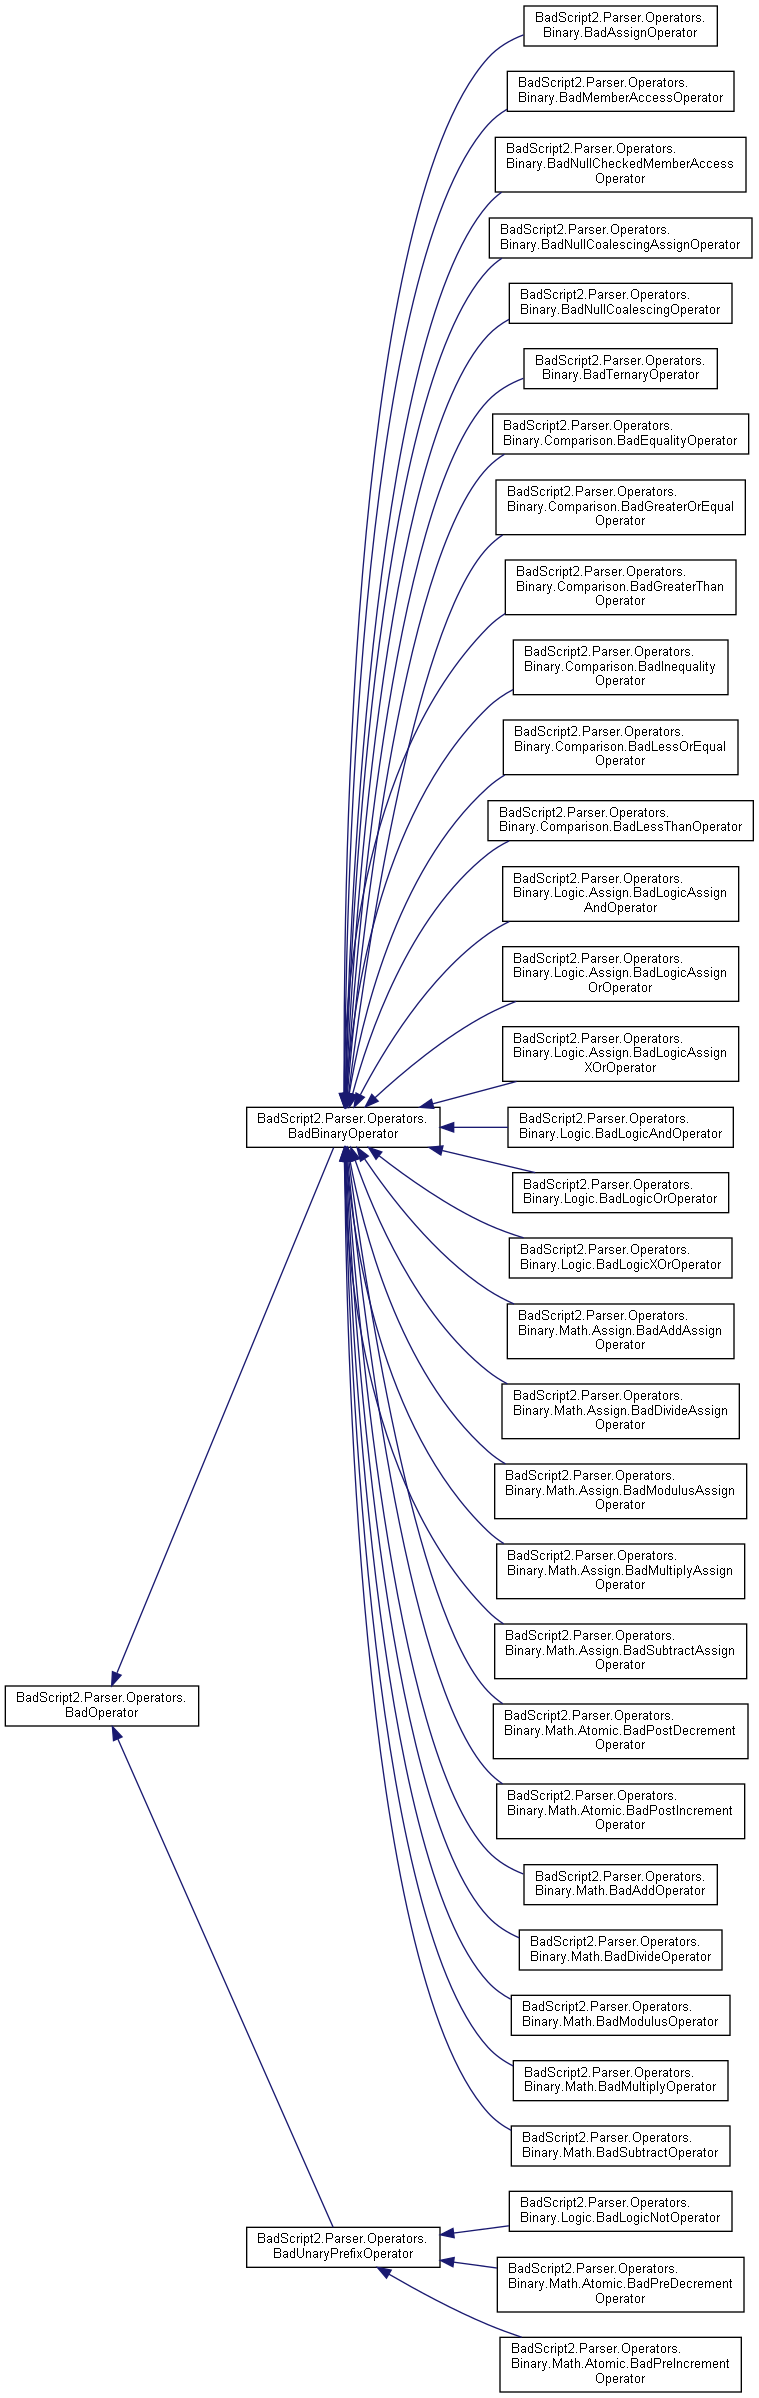 BadScript2.Parser.Operators.
Binary.BadAssignOperator
BadScript2.Parser.Operators.
Binary.BadMemberAccessOperator
BadScript2.Parser.Operators.
Binary.BadNullCheckedMemberAccess
Operator
BadScript2.Parser.Operators.
Binary.BadNullCoalescingAssignOperator
BadScript2.Parser.Operators.
Binary.BadNullCoalescingOperator
BadScript2.Parser.Operators.
Binary.BadTernaryOperator
BadScript2.Parser.Operators.
Binary.Comparison.BadEqualityOperator
BadScript2.Parser.Operators.
Binary.Comparison.BadGreaterOrEqual
Operator
BadScript2.Parser.Operators.
Binary.Comparison.BadGreaterThan
Operator
BadScript2.Parser.Operators.
Binary.Comparison.BadInequality
Operator
BadScript2.Parser.Operators.
Binary.Comparison.BadLessOrEqual
Operator
BadScript2.Parser.Operators.
Binary.Comparison.BadLessThanOperator
BadScript2.Parser.Operators.
Binary.Logic.Assign.BadLogicAssign
AndOperator
BadScript2.Parser.Operators.
Binary.Logic.Assign.BadLogicAssign
OrOperator
BadScript2.Parser.Operators.
Binary.Logic.Assign.BadLogicAssign
XOrOperator
BadScript2.Parser.Operators.
BadBinaryOperator
BadScript2.Parser.Operators.
Binary.Logic.BadLogicAndOperator
BadScript2.Parser.Operators.
Binary.Logic.BadLogicOrOperator
BadScript2.Parser.Operators.
Binary.Logic.BadLogicXOrOperator
BadScript2.Parser.Operators.
Binary.Math.Assign.BadAddAssign
Operator
BadScript2.Parser.Operators.
Binary.Math.Assign.BadDivideAssign
Operator
BadScript2.Parser.Operators.
Binary.Math.Assign.BadModulusAssign
Operator
BadScript2.Parser.Operators.
Binary.Math.Assign.BadMultiplyAssign
Operator
BadScript2.Parser.Operators.
Binary.Math.Assign.BadSubtractAssign
Operator
BadScript2.Parser.Operators.
BadOperator
BadScript2.Parser.Operators.
Binary.Math.Atomic.BadPostDecrement
Operator
BadScript2.Parser.Operators.
Binary.Math.Atomic.BadPostIncrement
Operator
BadScript2.Parser.Operators.
Binary.Math.BadAddOperator
BadScript2.Parser.Operators.
Binary.Math.BadDivideOperator
BadScript2.Parser.Operators.
Binary.Math.BadModulusOperator
BadScript2.Parser.Operators.
Binary.Math.BadMultiplyOperator
BadScript2.Parser.Operators.
Binary.Math.BadSubtractOperator
BadScript2.Parser.Operators.
Binary.Logic.BadLogicNotOperator
BadScript2.Parser.Operators.
BadUnaryPrefixOperator
BadScript2.Parser.Operators.
Binary.Math.Atomic.BadPreDecrement
Operator
BadScript2.Parser.Operators.
Binary.Math.Atomic.BadPreIncrement
Operator